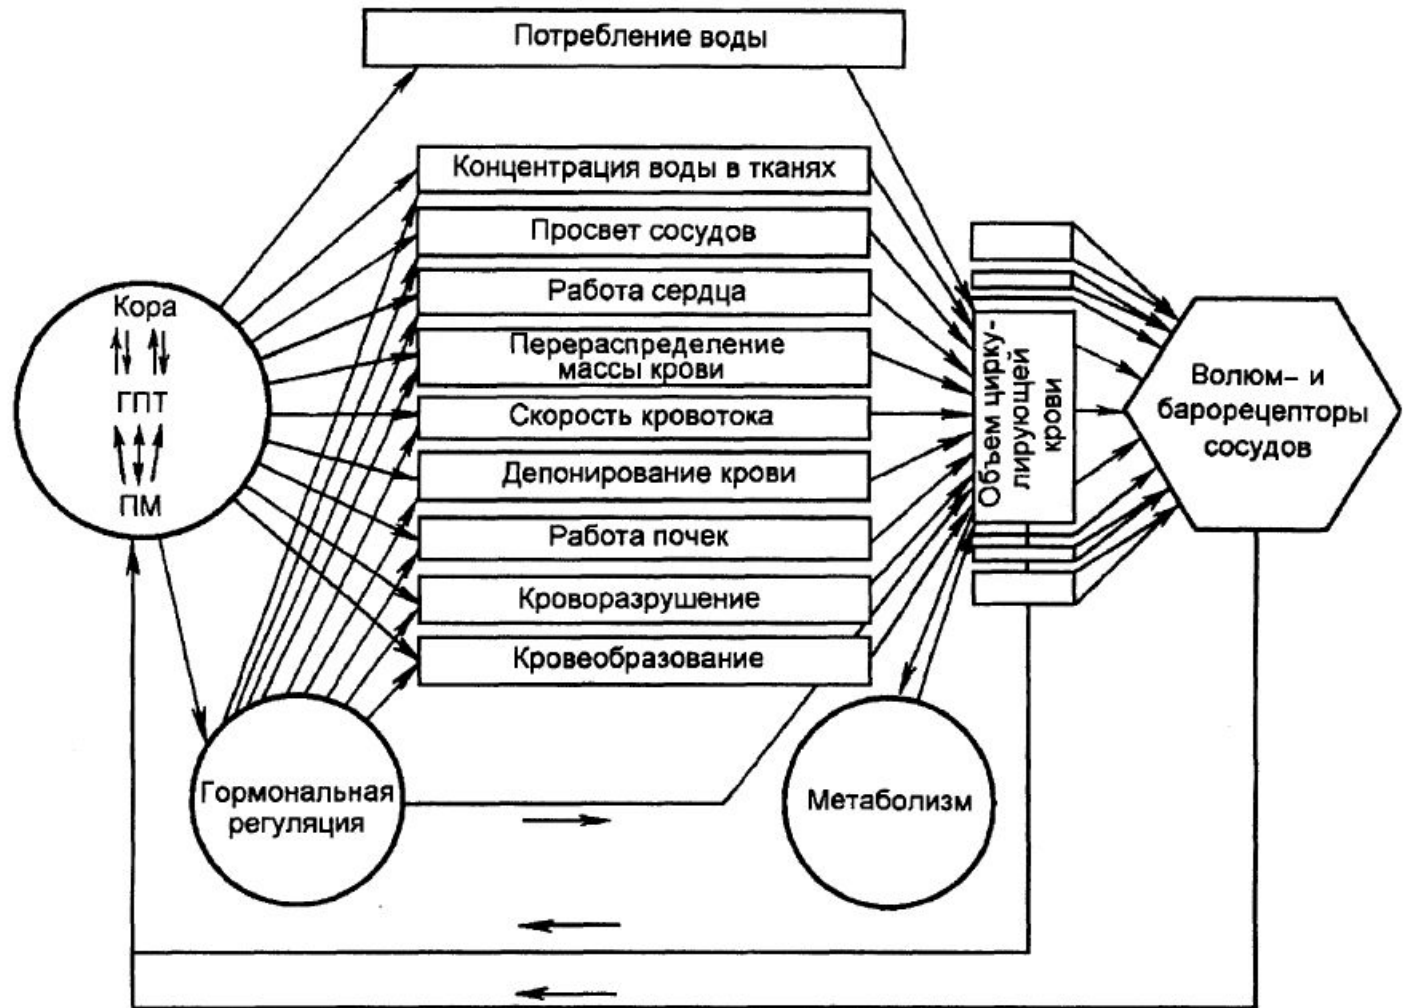 Потребление воды
Концентрация воды в тканях
Просвет сосудов
Работа сердца
Перераспределение
массы крови
Скорость кровотока
Депонирование крови
Работа почек
Кроворазрушение
Кровеобразование
Кора
ГПТ
ПМ
Гормональная
регуляция
Метаболизм
Объем цирку-
лирующей
крови
Волюм– и
барорецепторы
сосудов